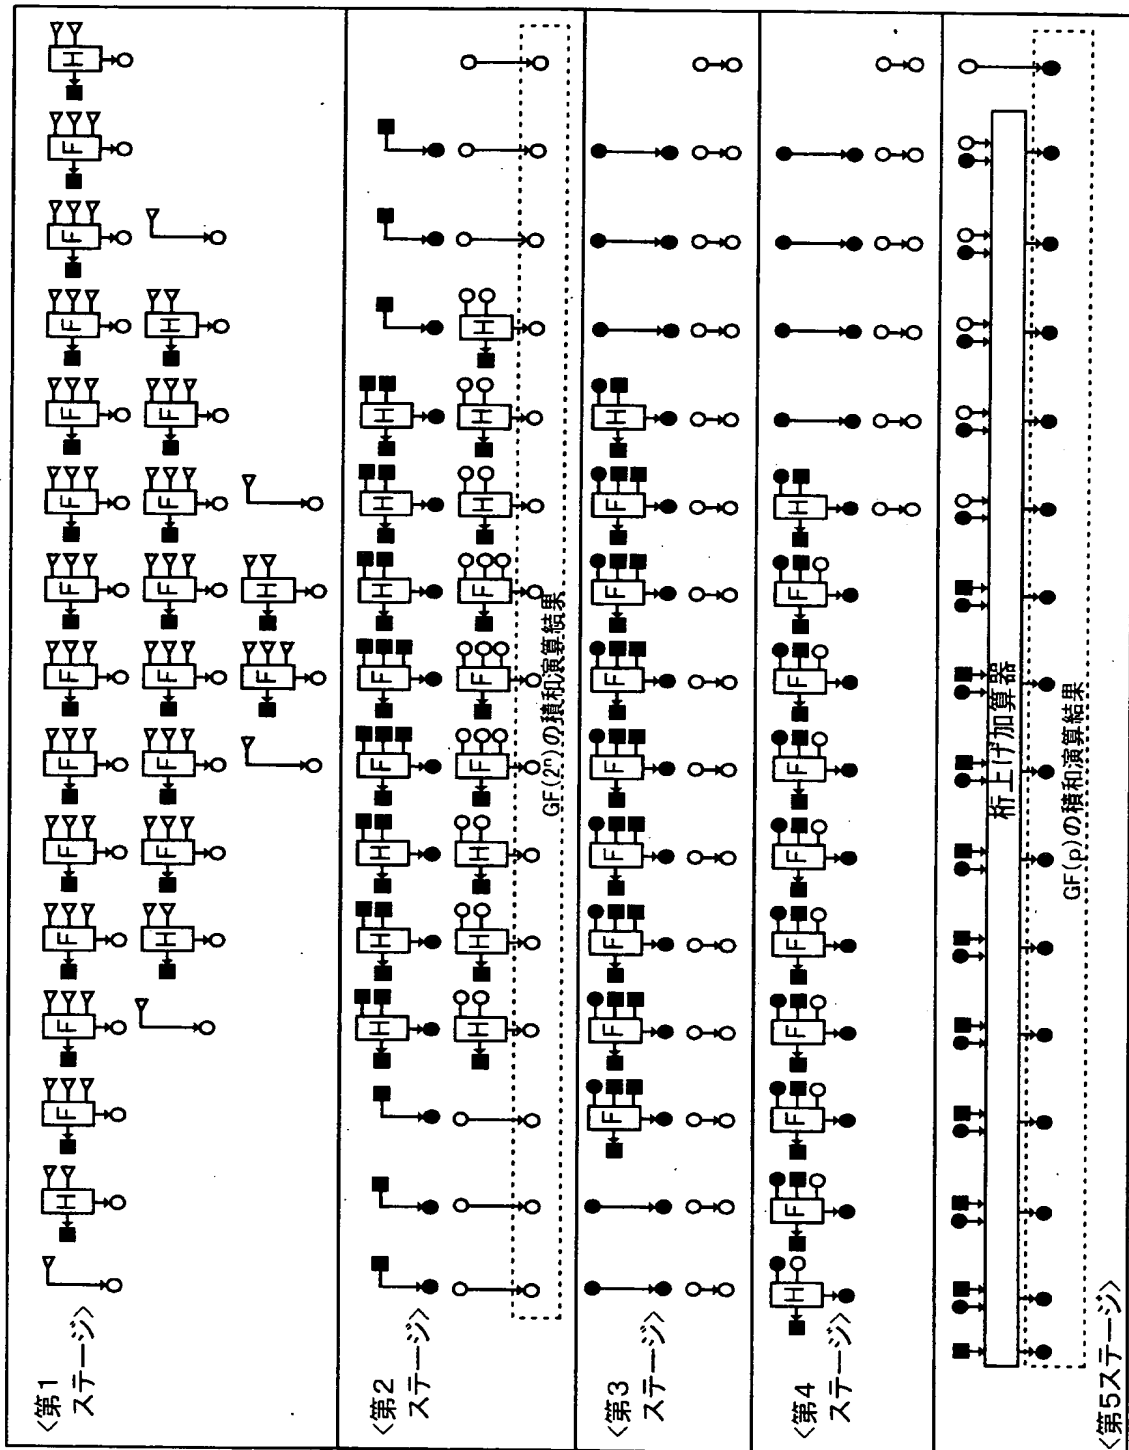 <第1
ステージ>
H F F F F F F F F F F F F H
H F F F F F F H
F H
<第2
ステージ>
H H H F F H H H
H H H F F F H H H
GF(2ⁿ)の積和演算結果
<第3
ステージ>
F F F F F F F F H
<第4
ステージ>
H F F F F F F F F H
桁上げ加算器
GF(p)の積和演算結果
<第5ステージ>